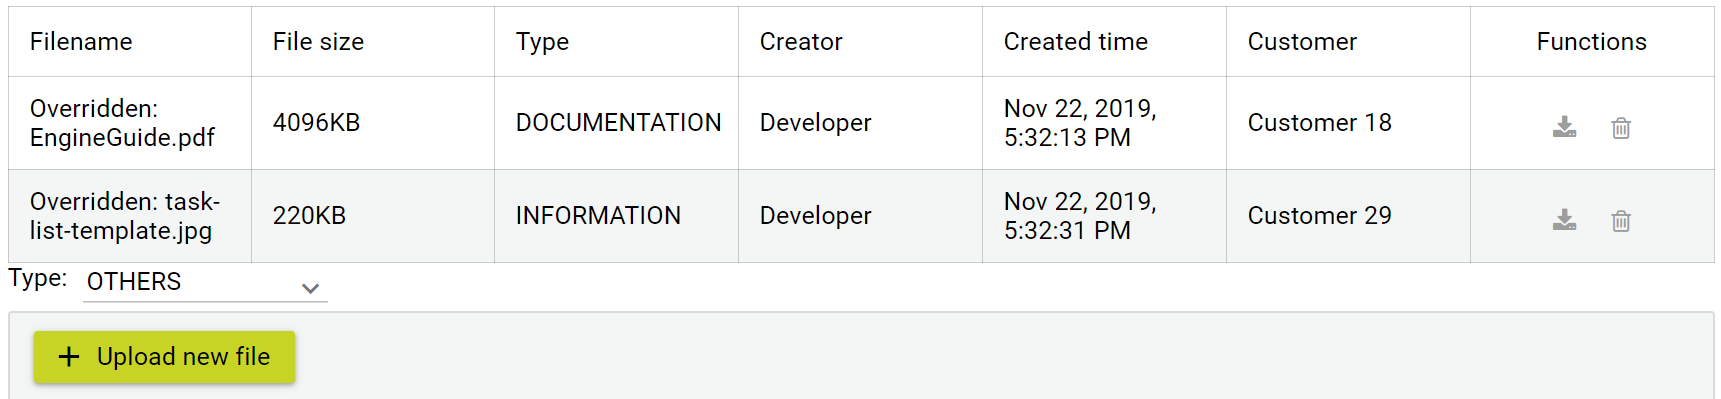 Filename File size Type Creator Created time Customer Functions
Overridden:
EngineGuide.pdf 4096KB DOCUMENTATION Developer Nov 22, 2019,
5:32:13 PM Customer 18
Overridden: task-
list-template.jpg 220KB INFORMATION Developer Nov 22, 2019,
5:32:31 PM Customer 29
Type: OTHERS
Upload new file